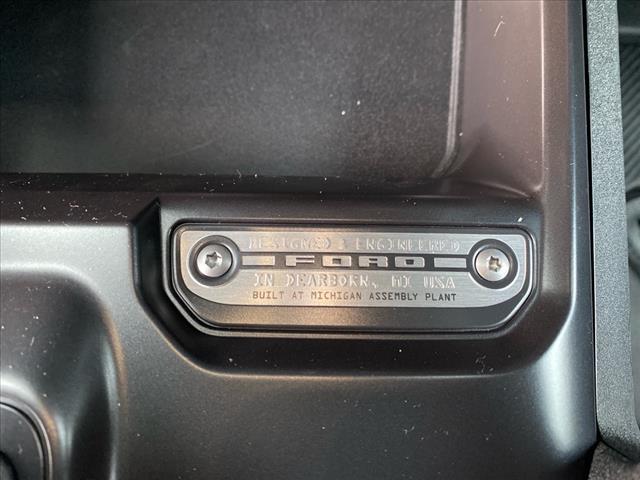 DESIGNED & ENGINEERED
FORD
IN DEARBORN, MI USA
BUILT AT MICHIGAN ASSEMBLY PLANT